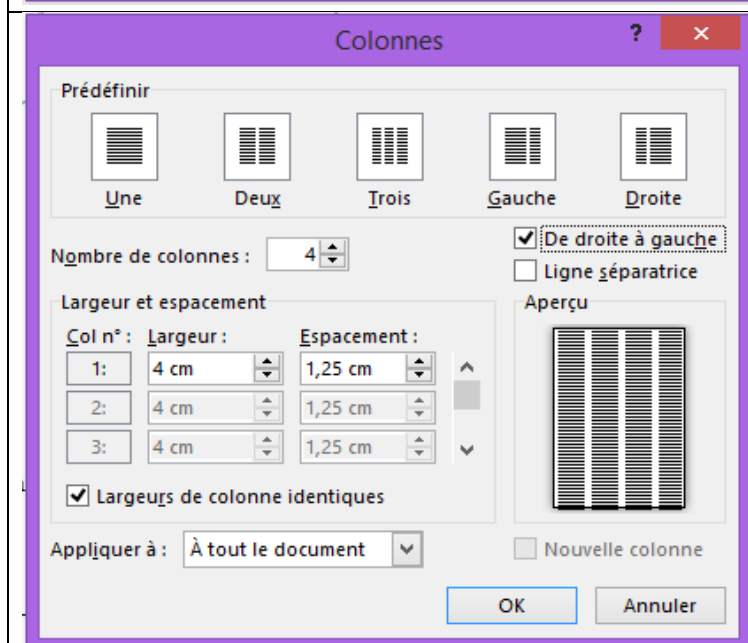 Colonnes ?
Prédéfinir
Une Deux Trois Gauche Droite
Nombre de colonnes : 4
De droite à gauche
Ligne séparatrice
Largeur et espacement
Aperçu
Col n° : Largeur : Espacement :
1: 4 cm 1,25 cm
2: 4 cm 1,25 cm
3: 4 cm 1,25 cm
Largeurs de colonne identiques
Appliquer à : À tout le document
Nouvelle colonne
OK Annuler